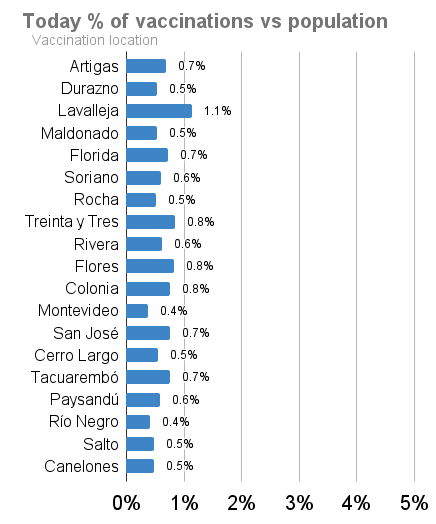 Today % of vaccinations vs population
Vaccination location
Artigas 0.7%
Durazno 0.5%
Lavalleja 1.1%
Maldonado 0.5%
Florida 0.7%
Soriano 0.6%
Rocha 0.5%
Treinta y Tres 0.8%
Rivera 0.6%
Flores 0.8%
Colonia 0.8%
Montevideo 0.4%
San José 0.7%
Cerro Largo 0.5%
Tacuarembó 0.7%
Paysandú 0.6%
Río Negro 0.4%
Salto 0.5%
Canelones 0.5%
0% 1% 2% 3% 4% 5%